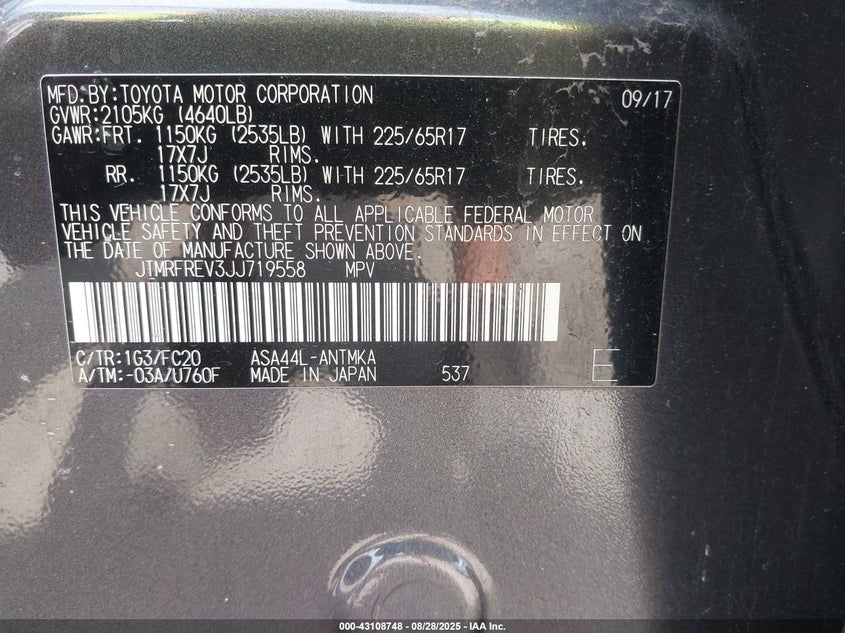 MFD.BY:TOYOTA MOTOR CORPORATION 09/17
GVWR:2105KG (4640LB)
GAWR:FRT. 1150KG (2535LB) WITH 225/65R17 TIRES.
17X7J RIMS.
RR. 1150KG (2535LB) WITH 225/65R17 TIRES.
17X7J RIMS.
THIS VEHICLE CONFORMS TO ALL APPLICABLE FEDERAL MOTOR
VEHICLE SAFETY AND THEFT PREVENTION STANDARDS IN EFFECT ON
THE DATE OF MANUFACTURE SHOWN ABOVE.
JTMRFREV3JJ719558 MPV
C/TR:1G3/FC20 ASA44L-ANTMKA
A/TM:-03A/U760F MADE IN JAPAN 537 E
000-43108748 - 08/28/2025 - IAA Inc.